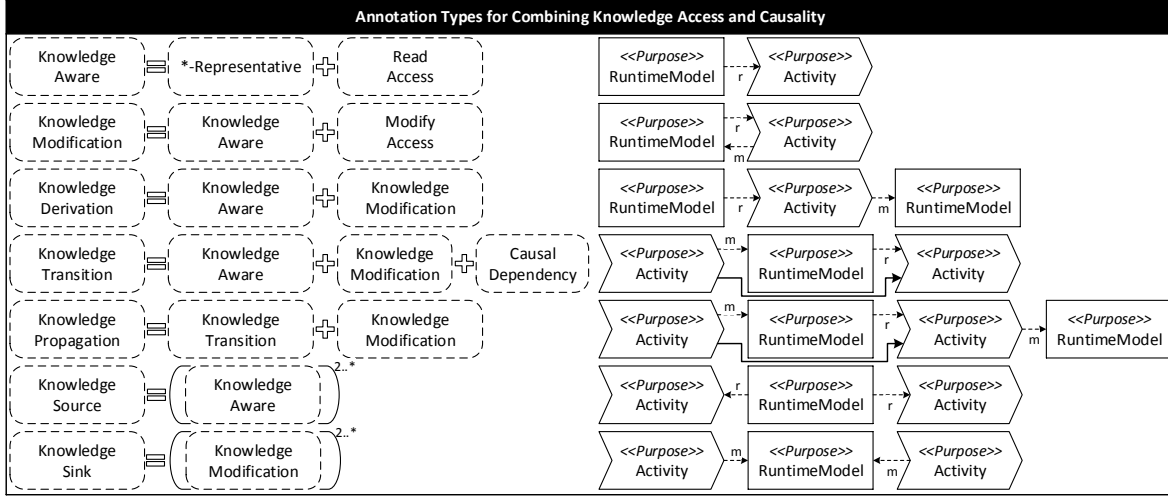 Annotation Types for Combining Knowledge Access and Causality
Knowledge
Aware
*-Representative
Read
Access
<<Purpose>>
RuntimeModel
r
<<Purpose>>
Activity
Knowledge
Modification
Knowledge
Aware
Modify
Access
<<Purpose>>
RuntimeModel
r
m
<<Purpose>>
Activity
Knowledge
Derivation
Knowledge
Aware
Knowledge
Modification
<<Purpose>>
RuntimeModel
r
<<Purpose>>
Activity
m
<<Purpose>>
RuntimeModel
Knowledge
Transition
Knowledge
Aware
Knowledge
Modification
Causal
Dependency
<<Purpose>>
Activity
m
<<Purpose>>
RuntimeModel
r
<<Purpose>>
Activity
Knowledge
Propagation
Knowledge
Transition
Knowledge
Modification
<<Purpose>>
Activity
m
<<Purpose>>
RuntimeModel
r
<<Purpose>>
Activity
m
<<Purpose>>
RuntimeModel
Knowledge
Source
Knowledge
Aware
2..*
<<Purpose>>
Activity
r
<<Purpose>>
RuntimeModel
r
<<Purpose>>
Activity
Knowledge
Sink
Knowledge
Modification
2..*
<<Purpose>>
Activity
m
<<Purpose>>
RuntimeModel
m
<<Purpose>>
Activity